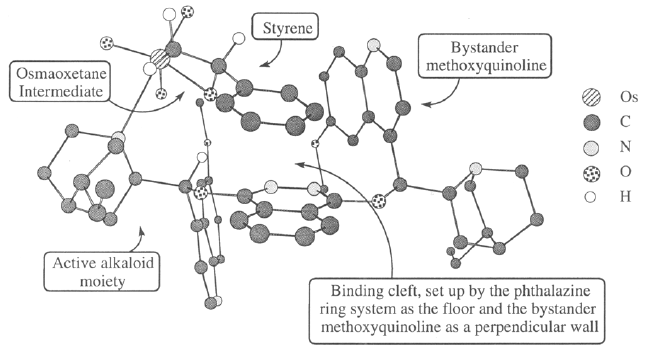 Styrene
Bystander
methoxyquinoline
Osmaoxetane
Intermediate
Os
C
N
O
H
Active alkaloid
moiety
Binding cleft, set up by the phthalazine
ring system as the floor and the bystander
methoxyquinoline as a perpendicular wall